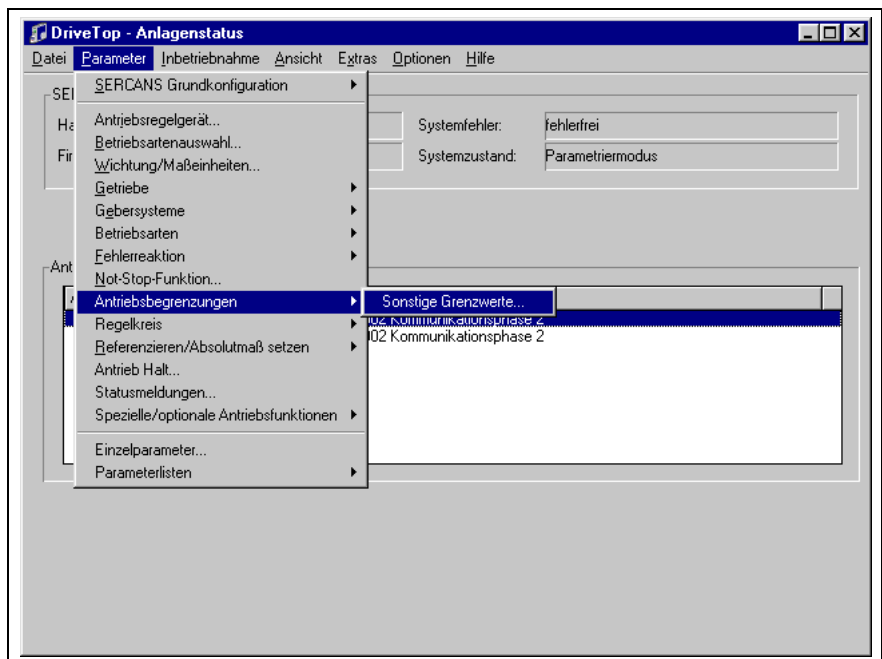 DriveTop - Anlagenstatus
Datei Parameter Inbetriebnahme Ansicht Extras Optionen Hilfe
SERCANS Grundkonfiguration
Antriebsregelgerät...
Betriebsartenauswahl...
Wichtung/Maßeinheiten...
Getriebe
Gebersysteme
Betriebsarten
Fehlerreaktion
Not-Stop-Funktion...
Antriebsbegrenzungen
Regelkreis
Referenzieren/Absolutmaß setzen
Antrieb Halt...
Statusmeldungen...
Spezielle/optionale Antriebsfunktionen
Einzelparameter...
Parameterlisten
Sonstige Grenzwerte...
Systemfehler: fehlerfrei
Systemzustand: Parametriermodus
Kommunikationsphase 2
Kommunikationsphase 2